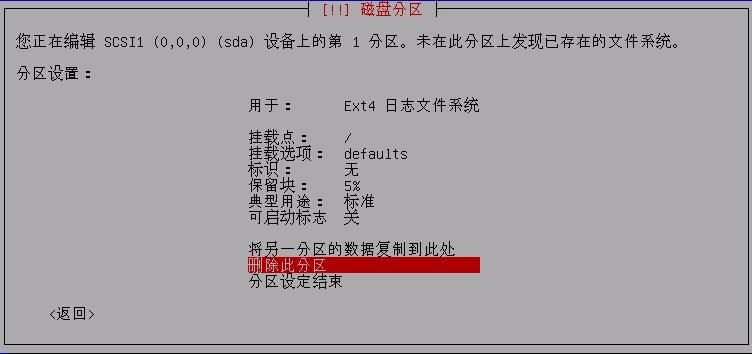 [!!] 磁盘分区
您正在编辑 SCSI1 (0,0,0) (sda) 设备上的第 1 分区。未在此分区上发现已存在的文件系统。
分区设置：
用于： Ext4 日志文件系统
挂载点： /
挂载选项： defaults
标识： 无
保留块： 5%
典型用途： 标准
可启动标志 关
将另一分区的数据复制到此处
删除此分区
分区设定结束
<返回>